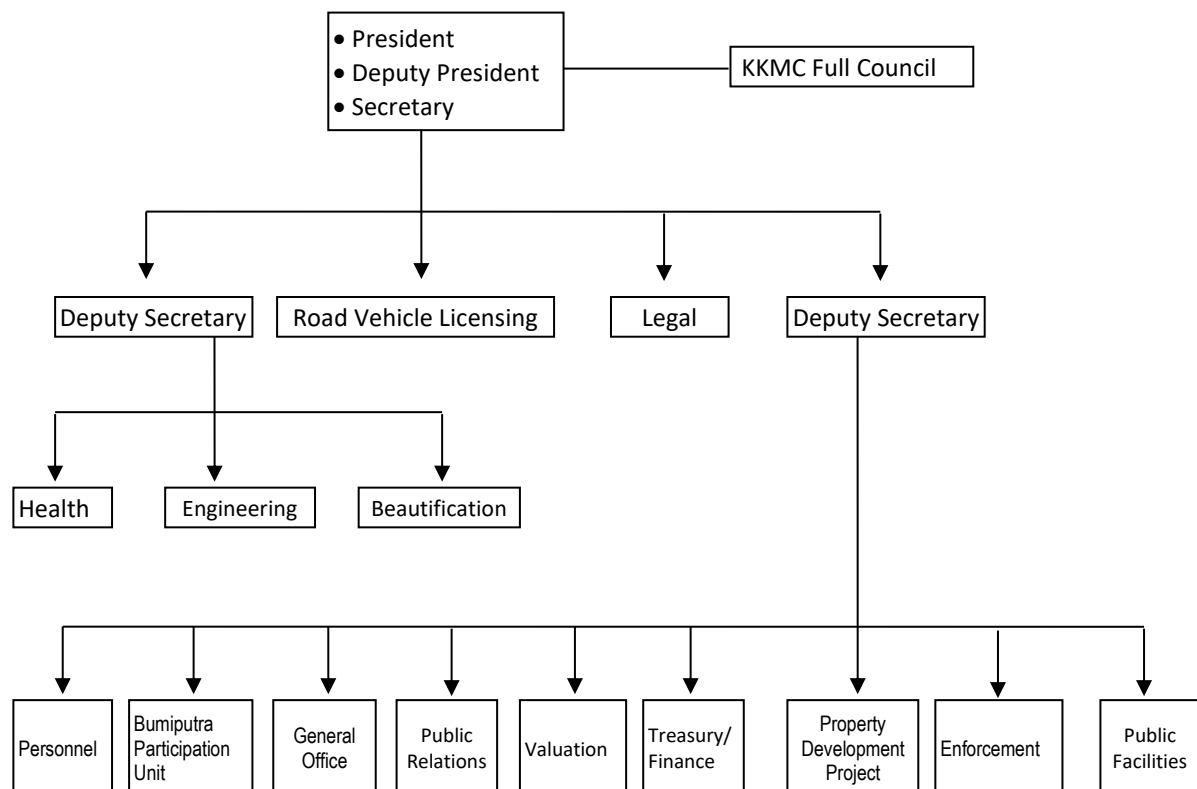 • President
• Deputy President
• Secretary
KKMC Full Council
Deputy Secretary
Road Vehicle Licensing
Legal
Deputy Secretary
Health
Engineering
Beautification
Personnel
Bumiputra
Participation
Unit
General
Office
Public
Relations
Valuation
Treasury/
Finance
Property
Development
Project
Enforcement
Public
Facilities